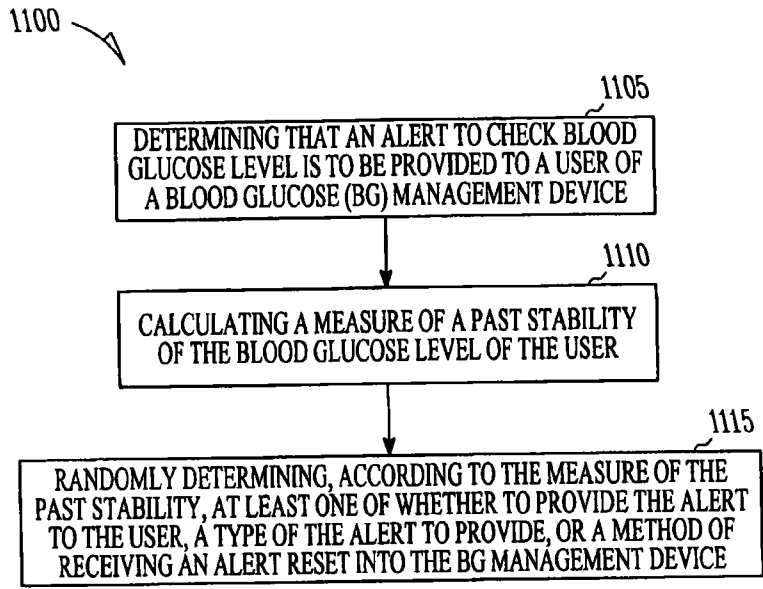 1100
1105
DETERMINING THAT AN ALERT TO CHECK BLOOD
GLUCOSE LEVEL IS TO BE PROVIDED TO A USER OF
A BLOOD GLUCOSE (BG) MANAGEMENT DEVICE
1110
CALCULATING A MEASURE OF A PAST STABILITY
OF THE BLOOD GLUCOSE LEVEL OF THE USER
1115
RANDOMLY DETERMINING, ACCORDING TO THE MEASURE OF THE
PAST STABILITY, AT LEAST ONE OF WHETHER TO PROVIDE THE ALERT
TO THE USER, A TYPE OF THE ALERT TO PROVIDE, OR A METHOD OF
RECEIVING AN ALERT RESET INTO THE BG MANAGEMENT DEVICE